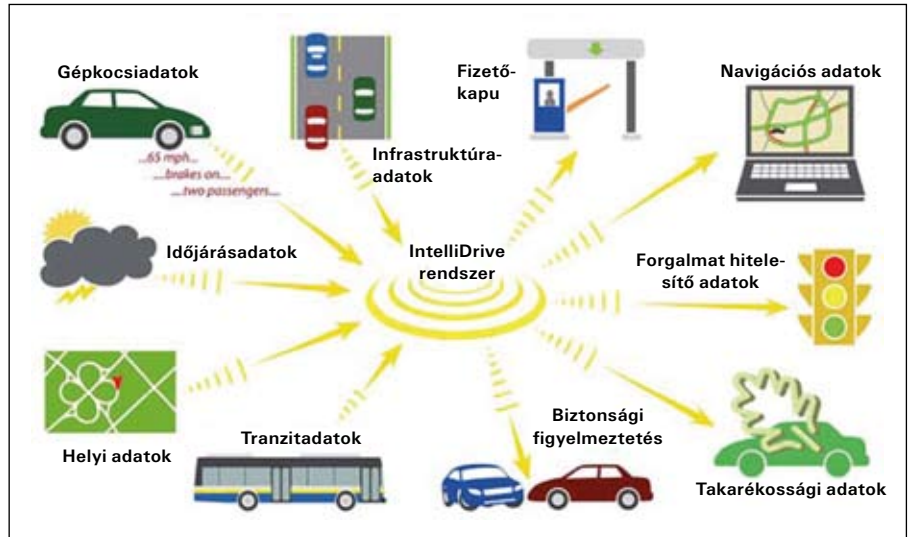 Gépkocsiadatok
...65 mph...
....brakes on....
....two passengers....
Infrastruktúra-
adatok
Fizető-
kapu
Navigációs adatok
Időjárásadatok
IntelliDrive
rendszer
Forgalmat hitele-
sítő adatok
Helyi adatok
Tranzitadatok
Biztonsági
figyelmeztetés
Takarékossági adatok